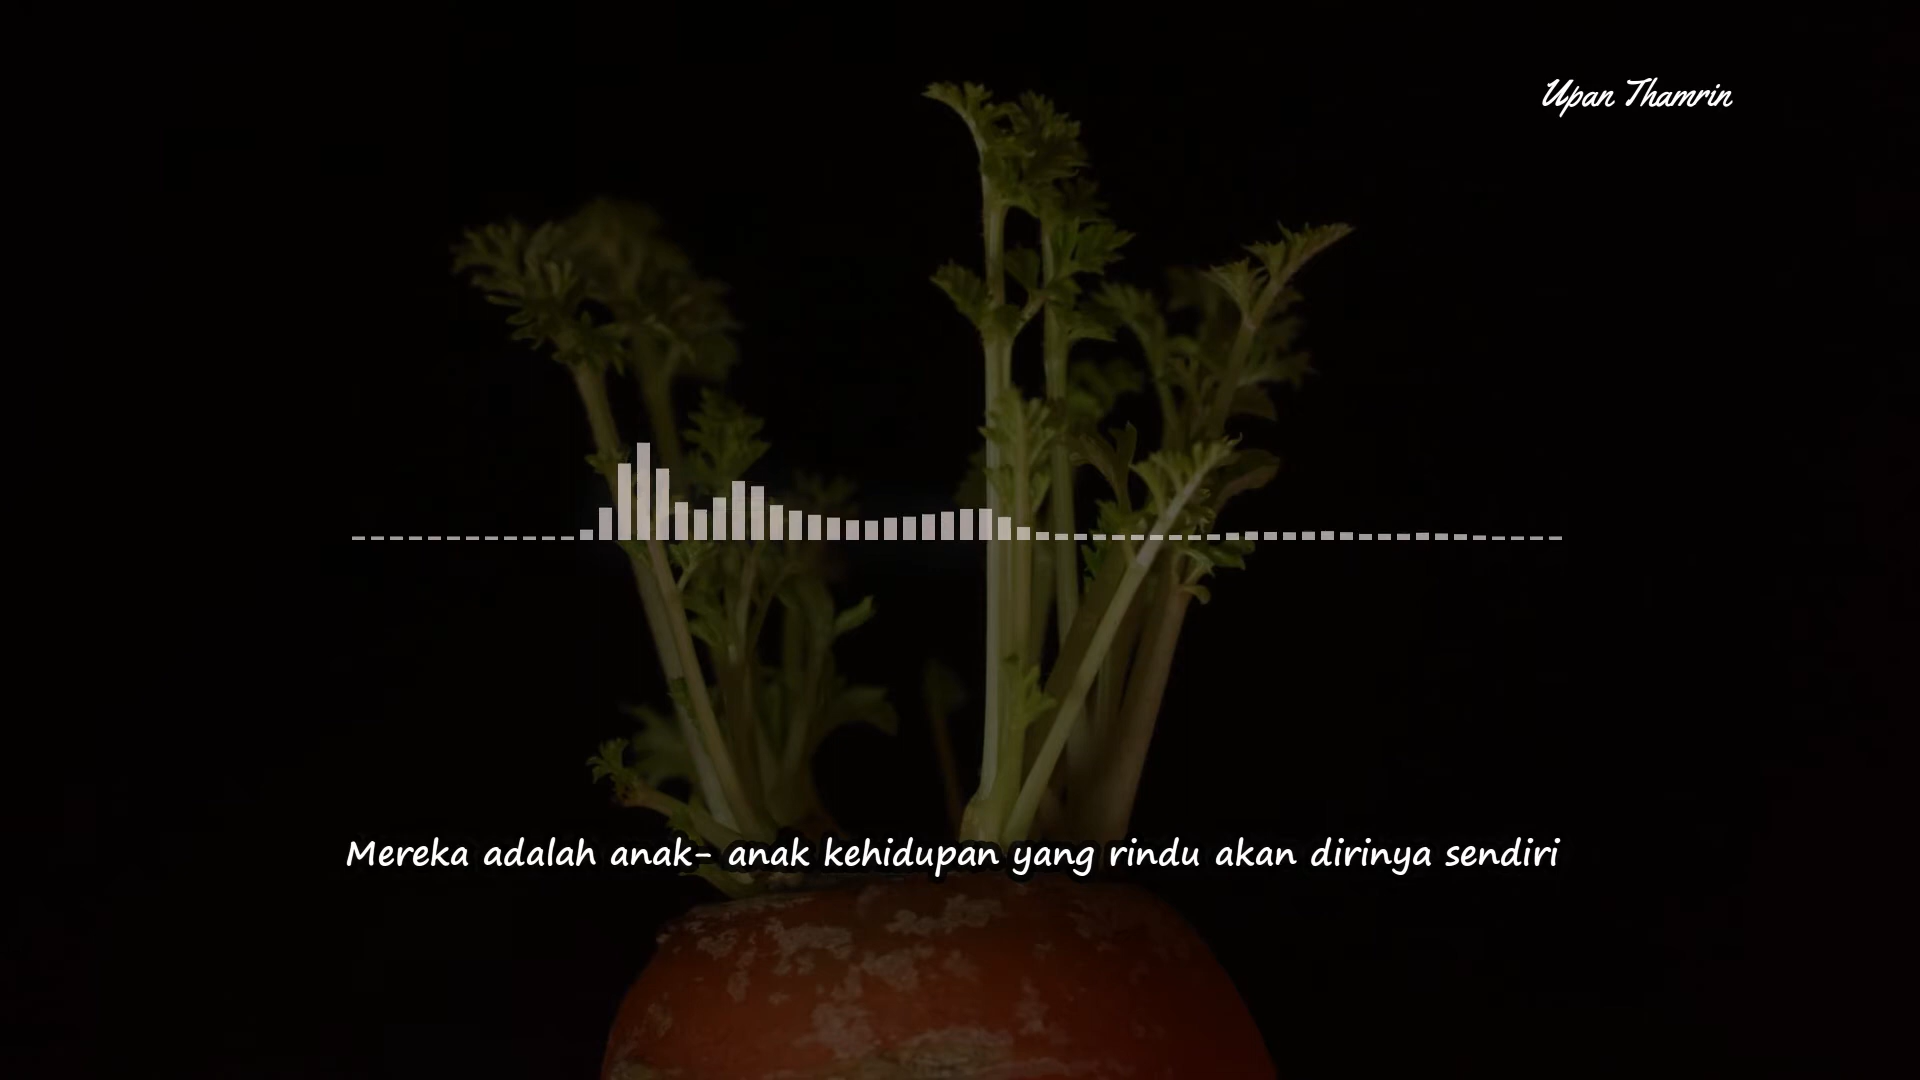 Upan Thamrin
Mereka adalah anak- anak kehidupan yang rindu akan dirinya sendiri